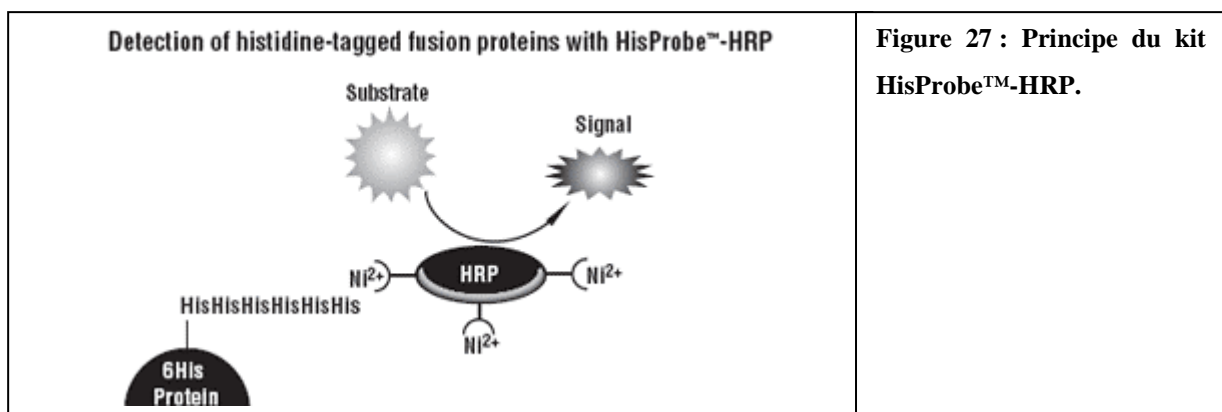 Detection of histidine-tagged fusion proteins with HisProbe™-HRP
Substrate
Signal
Ni²⁺
HRP
Ni²⁺
Ni²⁺
HisHisHisHisHisHis
6His
Protein
Figure 27 : Principe du kit
HisProbe™-HRP.